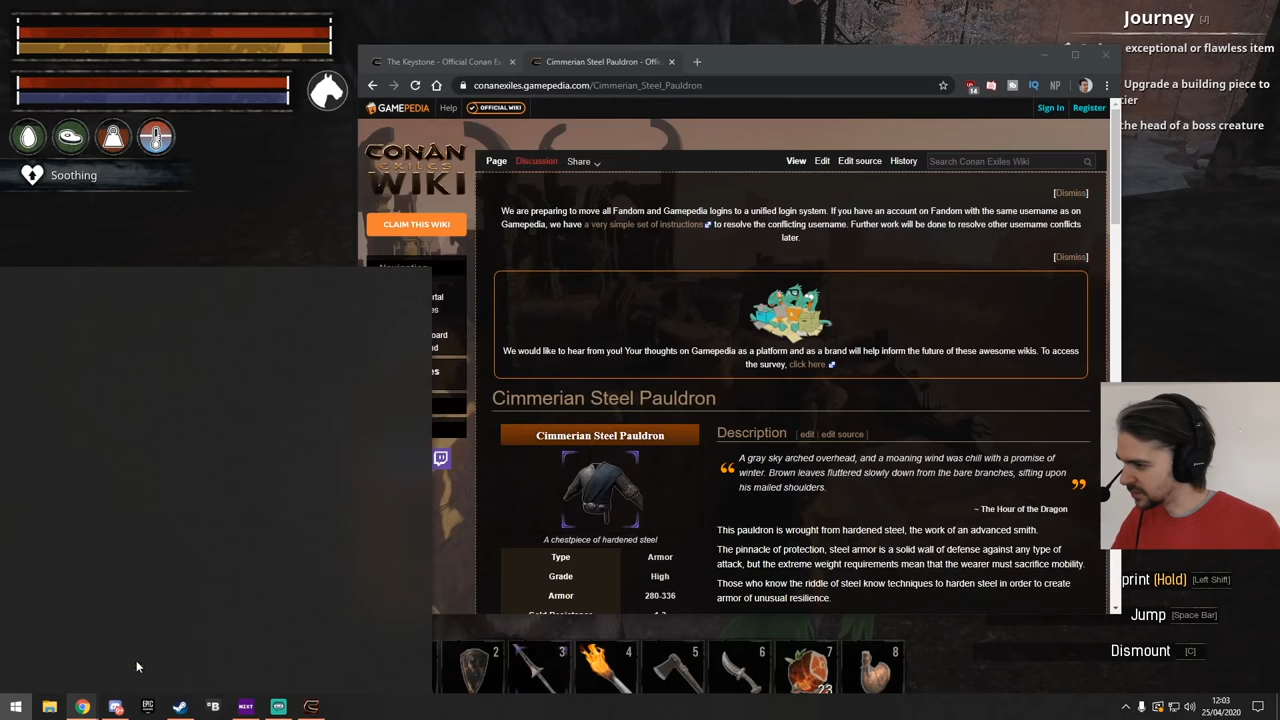 Journey [J]
exceptional or flawless item
Upgrade a building piece to
tier
the head of a boss creature
Soothing
The Keystone - Official Conan Ex
Cimmerian Steel Pauldron - Offic
conanexiles.gamepedia.com/Cimmerian_Steel_Pauldron
GAMEPEDIA
Help
OFFICIAL WIKI
Sign In
Register
CONAN
EXILES
WIKI
CLAIM THIS WIKI
Navigation
Page
Discussion
Share
View
Edit
Edit source
History
Search Conan Exiles Wiki
[Dismiss]
We are preparing to move all Fandom and Gamepedia logins to a unified login system. If you have an account on Fandom with the same username as on
Gamepedia, we have a very simple set of instructions to resolve the conflicting username. Further work will be done to resolve other username conflicts
later.
[Dismiss]
We would like to hear from you! Your thoughts on Gamepedia as a platform and as a brand will help inform the future of these awesome wikis. To access
the survey, click here.
Cimmerian Steel Pauldron
Cimmerian Steel Pauldron
A chestpiece of hardened steel
Type Armor
Grade High
Armor 280-336
Description [ edit | edit source ]
A gray sky arched overhead, and a moaning wind was chill with a promise of
winter. Brown leaves fluttered slowly down from the bare branches, sifting upon
his mailed shoulders.
~ The Hour of the Dragon
This pauldron is wrought from hardened steel, the work of an advanced smith.
The pinnacle of protection, steel armor is a solid wall of defense against any type of
attack, but the extreme weight requirements mean that the wearer must sacrifice mobility.
Those who know the riddle of steel know techniques to harden steel in order to create
armor of unusual resilience.
print (Hold) [Left Shift]
Jump [Space Bar]
Dismount [C]
2
3
4
5
6
7
8
23
EPIC
B
NZXT
12:03
25/04/2020